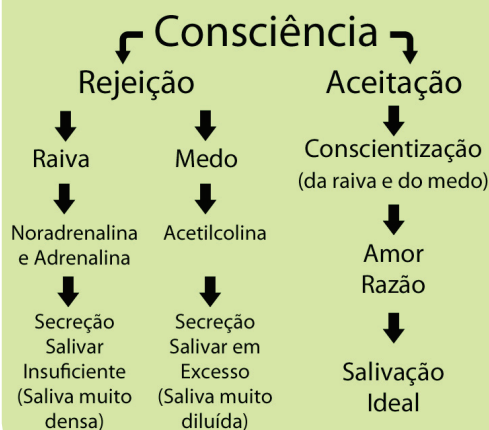 Consciência
Rejeição
Aceitação
Raiva
Medo
Conscientização
(da raiva e do medo)
Noradrenalina
e Adrenalina
Acetilcolina
Amor
Razão
Secreção
Salivar
Insuficiente
(Saliva muito
densa)
Secreção
Salivar em
Excesso
(Saliva muito
diluída)
Salivação
Ideal